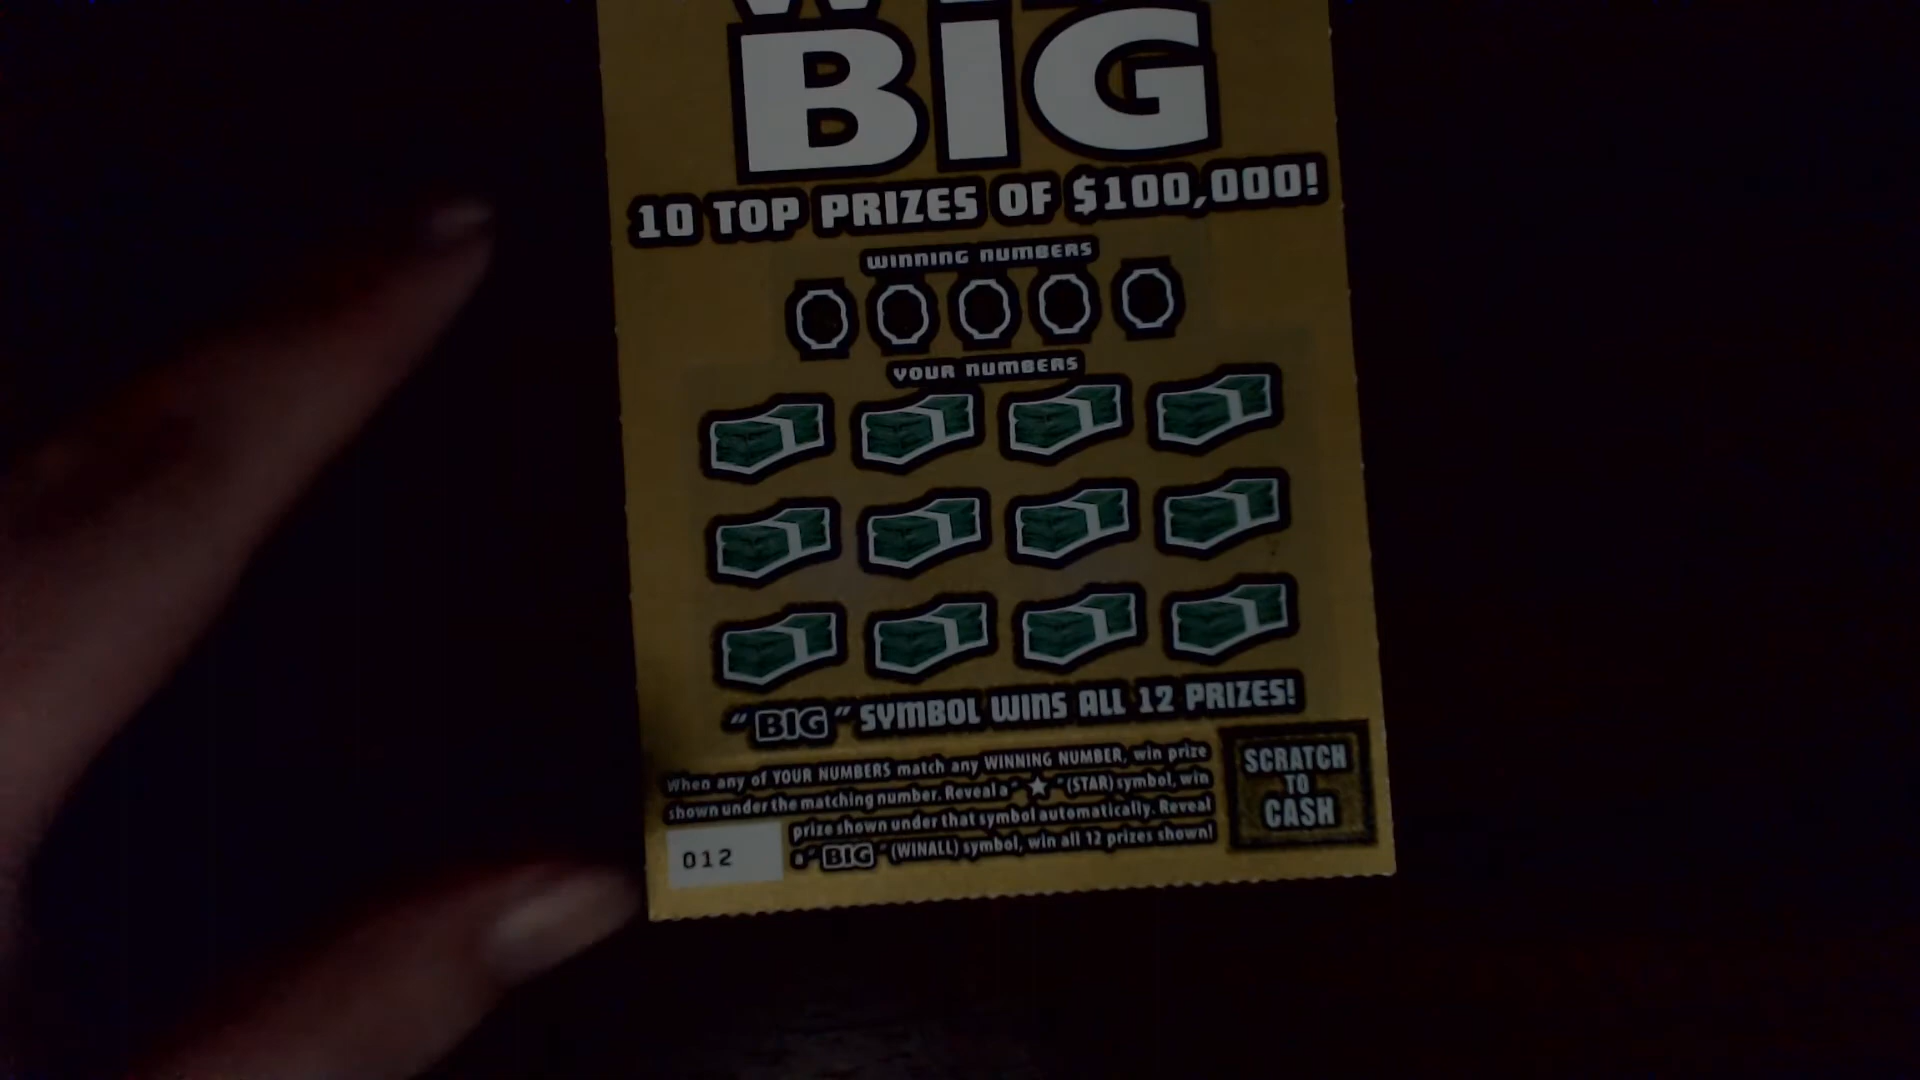 BIG
10 TOP PRIZES OF $100,000!
WINNING NUMBERS
YOUR NUMBERS
"BIG" SYMBOL WINS ALL 12 PRIZES!
When any of YOUR NUMBERS match any WINNING NUMBER, win prize
shown under the matching number. Reveal a "★" (STAR) symbol, win
prize shown under that symbol automatically. Reveal
a "BIG" (WINALL) symbol, win all 12 prizes shown!
012
SCRATCH
TO
CASH